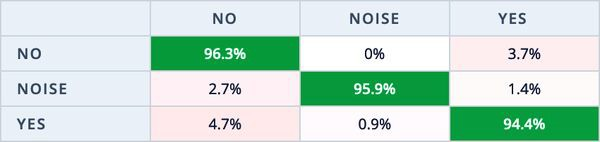 NO NOISE YES
NO 96.3% 0% 3.7%
NOISE 2.7% 95.9% 1.4%
YES 4.7% 0.9% 94.4%